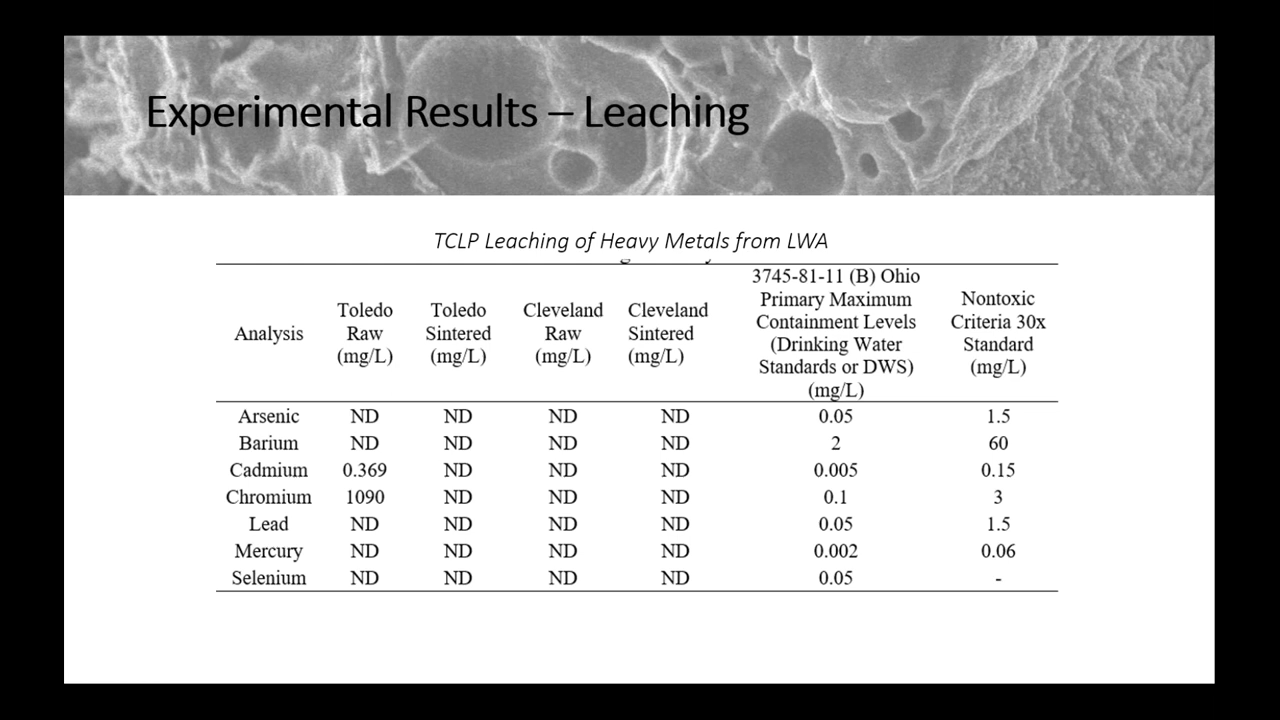 Experimental Results – Leaching
TCLP Leaching of Heavy Metals from LWA
Analysis
Toledo
Raw
(mg/L)
Toledo
Sintered
(mg/L)
Cleveland
Raw
(mg/L)
Cleveland
Sintered
(mg/L)
3745-81-11 (B) Ohio
Primary Maximum
Containment Levels
(Drinking Water
Standards or DWS)
(mg/L)
Nontoxic
Criteria 30x
Standard
(mg/L)
Arsenic ND ND ND ND 0.05 1.5
Barium ND ND ND ND 2 60
Cadmium 0.369 ND ND ND 0.005 0.15
Chromium 1090 ND ND ND 0.1 3
Lead ND ND ND ND 0.05 1.5
Mercury ND ND ND ND 0.002 0.06
Selenium ND ND ND ND 0.05 -